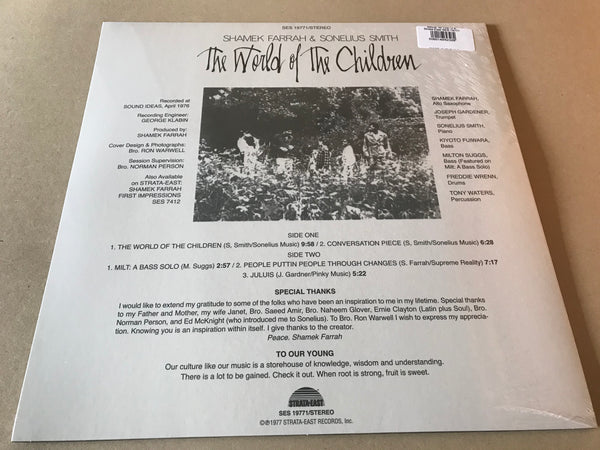 SES 19771/STEREO
SHAMEK FARRAH & SONELIUS SMITH
The World of The Children
Recorded at
SOUND IDEAS, April 1976
Recording Engineer:
GEORGE KLABIN
Produced by:
SHAMEK FARRAH
Cover Design & Photographs:
Bro. RON WARWELL
Session Supervision:
Bro. NORMAN PERSON
Also Available
on STRATA-EAST:
SHAMEK FARRAH
FIRST IMPRESSIONS
SES 7412
SHAMEK FARRAH,
Alto Saxophone
JOSEPH GARDENER,
Trumpet
SONELIUS SMITH,
Piano
KIYOTO FUIWARA,
Bass
MILTON SUGGS,
Bass (Featured on
Milt: A Bass Solo)
FREDDIE WRENN,
Drums
TONY WATERS,
Percussion
SIDE ONE
1. THE WORLD OF THE CHILDREN (S, Smith/Sonelius Music) 9:58 / 2. CONVERSATION PIECE (S, Smith/Sonelius Music) 6:28
SIDE TWO
1. MILT: A BASS SOLO (M. Suggs) 2:57 / 2. PEOPLE PUTTIN PEOPLE THROUGH CHANGES (S. Farrah/Supreme Reality) 7:17
3. JULUIS (J. Gardner/Pinky Music) 5:22
SPECIAL THANKS
I would like to extend my gratitude to some of the folks who have been an inspiration to me in my lifetime. Special thanks
to my Father and Mother, my wife Janet, Bro. Saeed Amir, Bro. Naheem Glover, Ernie Clayton (Latin plus Soul), Bro.
Norman Person, and Ed McKnight (who introduced me to Sonelius). To Bro. Ron Warwell I wish to express my apprecia-
tion. Knowing you is an inspiration within itself. I give thanks to the creator.
Peace. Shamek Farrah
TO OUR YOUNG
Our culture like our music is a storehouse of knowledge, wisdom and understanding.
There is a lot to be gained. Check it out. When root is strong, fruit is sweet.
STRATA-EAST
SES 19771/STEREO
©℗1977 STRATA-EAST RECORDS, Inc.